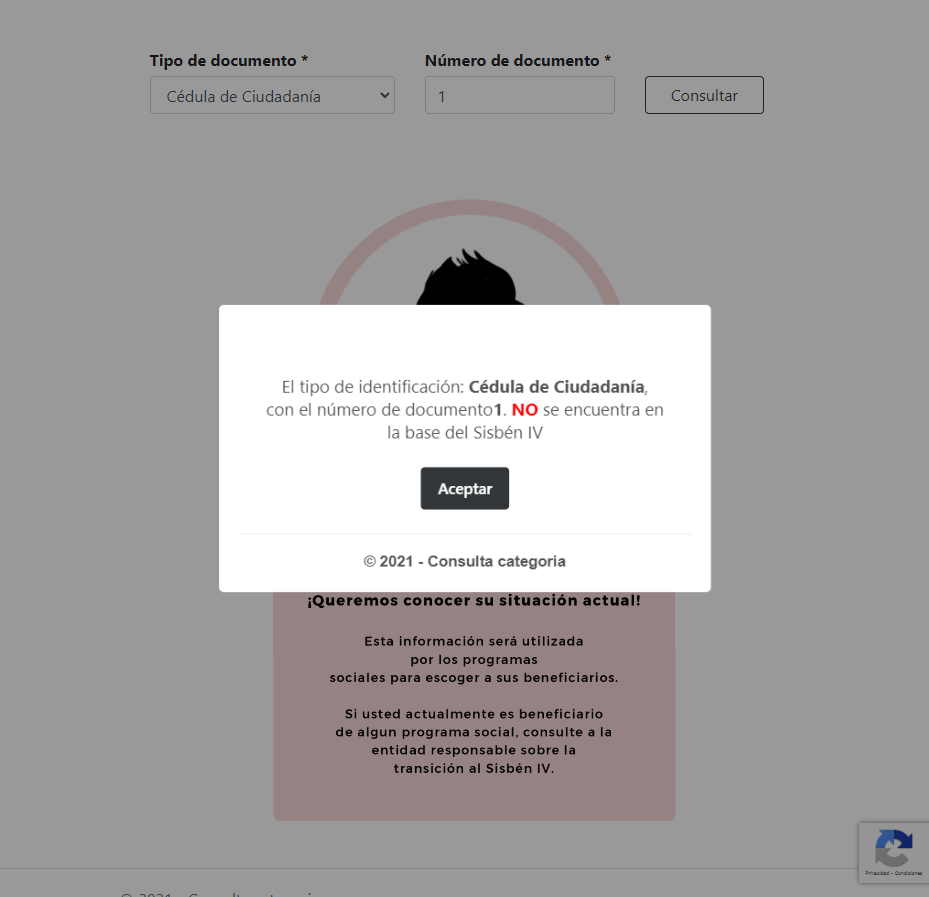 Tipo de documento *
Número de documento *
Cédula de Ciudadanía
1
Consultar
El tipo de identificación: Cédula de Ciudadanía,
con el número de documento1. NO se encuentra en
la base del Sisbén IV
Aceptar
© 2021 - Consulta categoria
¡Queremos conocer su situación actual!
Esta información será utilizada
por los programas
sociales para escoger a sus beneficiarios.
Si usted actualmente es beneficiario
de algun programa social, consulte a la
entidad responsable sobre la
transición al Sisbén IV.
Privacidad - Condiciones